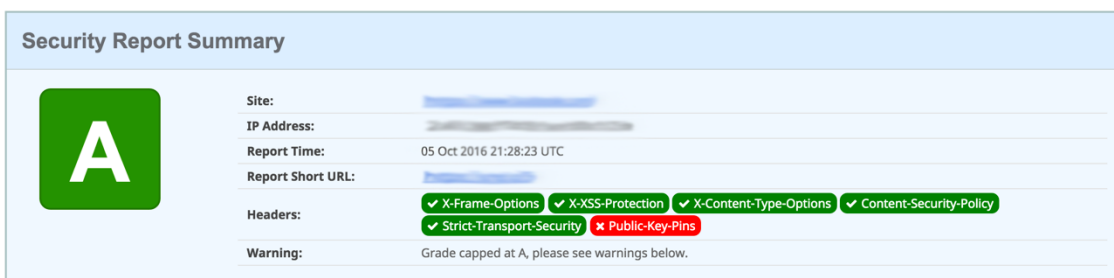 Security Report Summary
A
Site:
IP Address:
Report Time: 05 Oct 2016 21:28:23 UTC
Report Short URL:
Headers: ✔ X-Frame-Options ✔ X-XSS-Protection ✔ X-Content-Type-Options ✔ Content-Security-Policy
✔ Strict-Transport-Security ✖ Public-Key-Pins
Warning: Grade capped at A, please see warnings below.